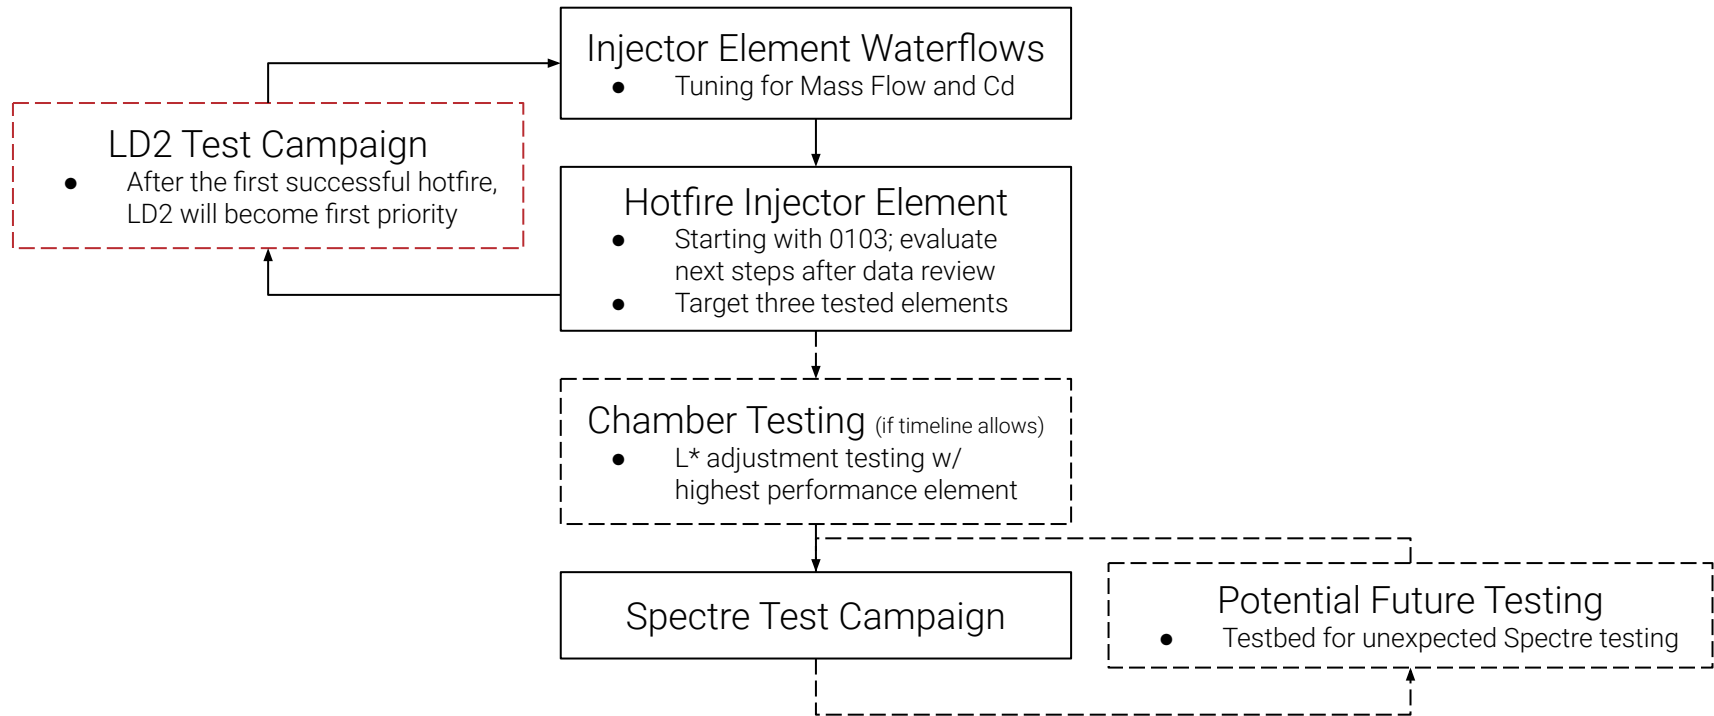 Injector Element Waterflows
● Tuning for Mass Flow and Cd
LD2 Test Campaign
● After the first successful hotfire,
LD2 will become first priority
Hotfire Injector Element
● Starting with 0103; evaluate
next steps after data review
● Target three tested elements
Chamber Testing (if timeline allows)
● L* adjustment testing w/
highest performance element
Spectre Test Campaign
Potential Future Testing
● Testbed for unexpected Spectre testing